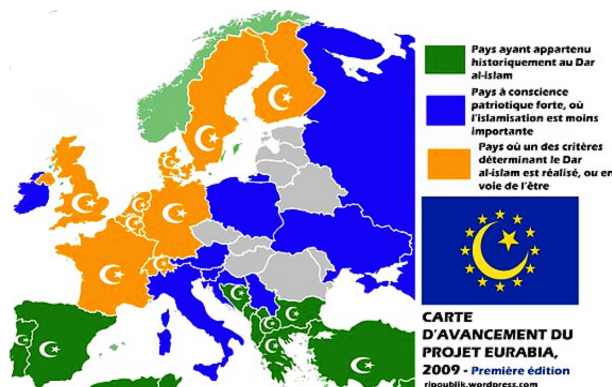 Pays ayant appartenu
historiquement au Dar
al-islam
Pays à conscience
patriotique forte, où
l'islamisation est moins
importante
Pays où un des critères
déterminant le Dar
al-islam est réalisé, ou en
voie de l'être
CARTE
D'AVANCEMENT DU
PROJET EURABIA,
2009 - Première édition
ripoublik.wordpress.com